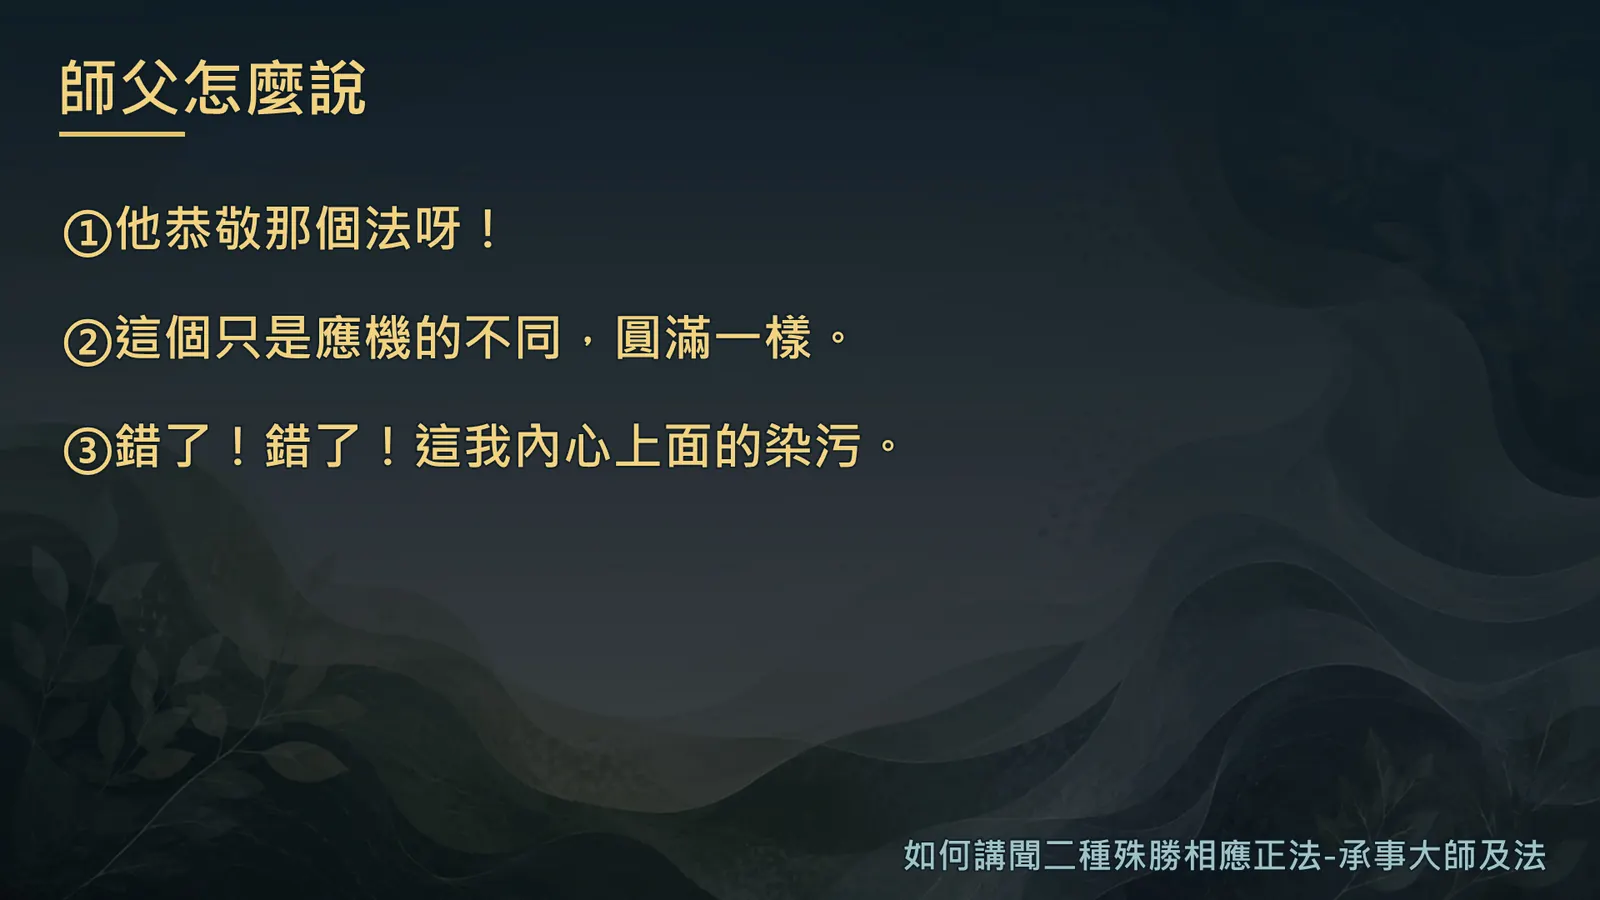 師父怎麼說
①他恭敬那個法呀！
②這個只是應機的不同，圓滿一樣。
③錯了！錯了！這我內心上面的染污。
如何講聞二種殊勝相應正法-承事大師及法